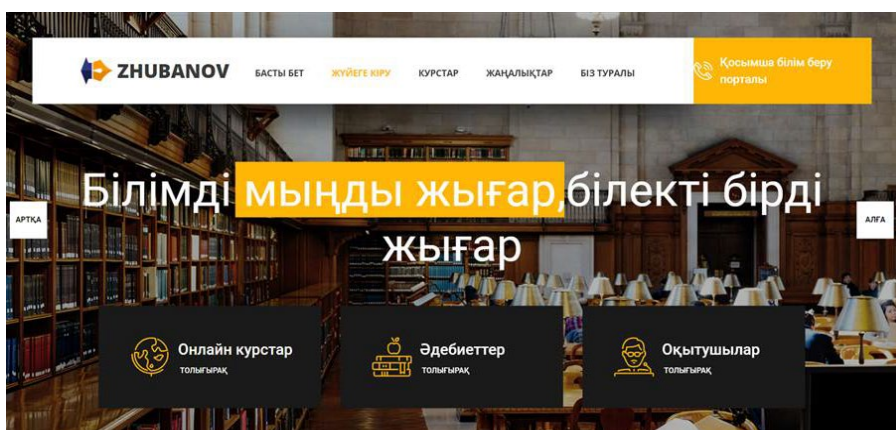 ZHUBANOV
БАСТЫ БЕТ
ЖҮЙЕГЕ КІРУ
КУРСТАР
ЖАҢАЛЫҚТАР
БІЗ ТУРАЛЫ
Қосымша білім беру
порталы
Білімді мыңды жығар,білекті бірді
жығар
АРТҚА
АЛҒА
Онлайн курстар
толығырақ
Әдебиеттер
толығырақ
Оқытушылар
толығырақ